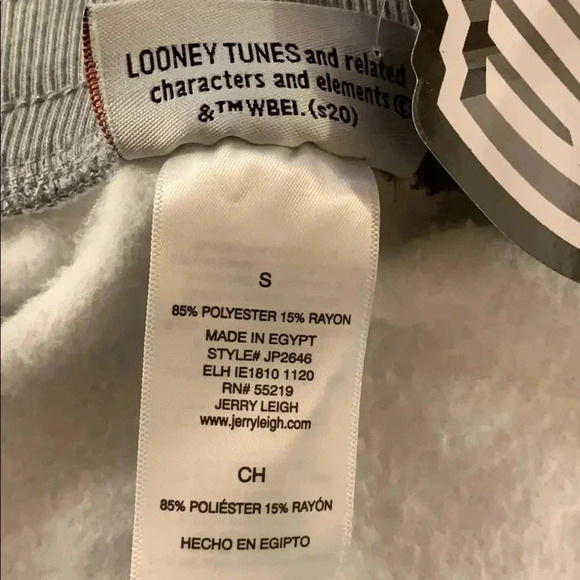 LOONEY TUNES and related
characters and elements ©
&™WBEI. (s20)
S
85% POLYESTER 15% RAYON
MADE IN EGYPT
STYLE# JP2646
ELH IE1810 1120
RN# 55219
JERRY LEIGH
www.jerryleigh.com
CH
85% POLIÉSTER 15% RAYÓN
HECHO EN EGIPTO